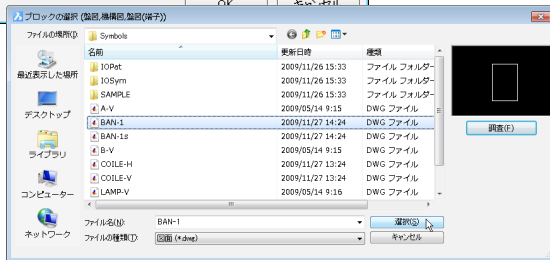 OK キャンセル
ブロックの選択 (盤図,機構図,盤図(端子))
ファイルの場所(I): Symbols
名前 更新日時 種類
IOPat 2009/11/26 15:33 ファイル フォルダー
IOSym 2009/11/26 15:33 ファイル フォルダー
SAMPLE 2009/11/26 15:33 ファイル フォルダー
A-V 2009/05/14 9:15 DWG ファイル
BAN-1 2009/11/27 14:24 DWG ファイル
BAN-1s 2009/11/27 14:24 DWG ファイル
B-V 2009/05/14 9:15 DWG ファイル
COILE-H 2009/11/27 13:24 DWG ファイル
COILE-V 2009/11/27 13:24 DWG ファイル
LAMP-V 2009/05/14 9:16 DWG ファイル
最近表示した場所
デスクトップ
ライブラリ
コンピューター
ネットワーク
調査(F)
ファイル名(N): BAN-1 選択(S)
ファイルの種類(T): 図面 (*.dwg) キャンセル